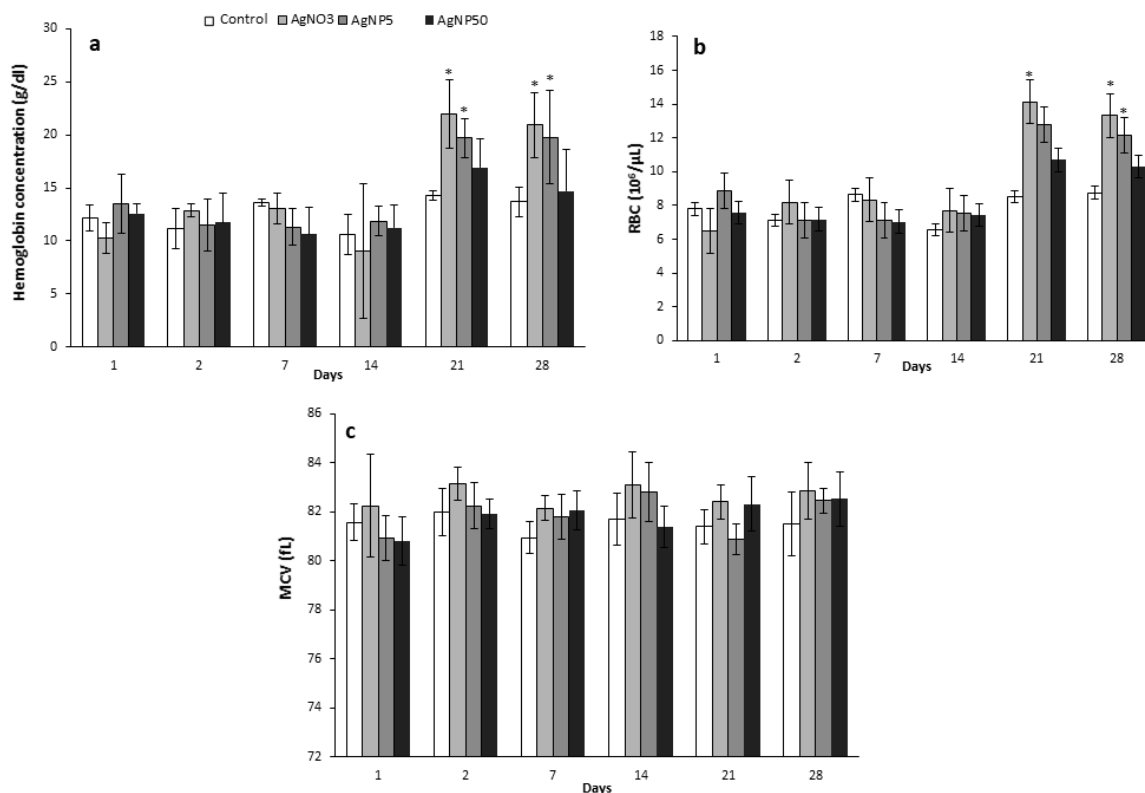 Control AgNO3 AgNP5 AgNP50
a
Hemoglobin concentration (g/dl)
30
25
20
15
10
5
0
* * * *
1 2 7 14 21 28
Days
b
RBC (10⁶/µL)
18
16
14
12
10
8
6
4
2
0
* * *
1 2 7 14 21 28
Days
c
MCV (fL)
86
84
82
80
78
76
74
72
1 2 7 14 21 28
Days